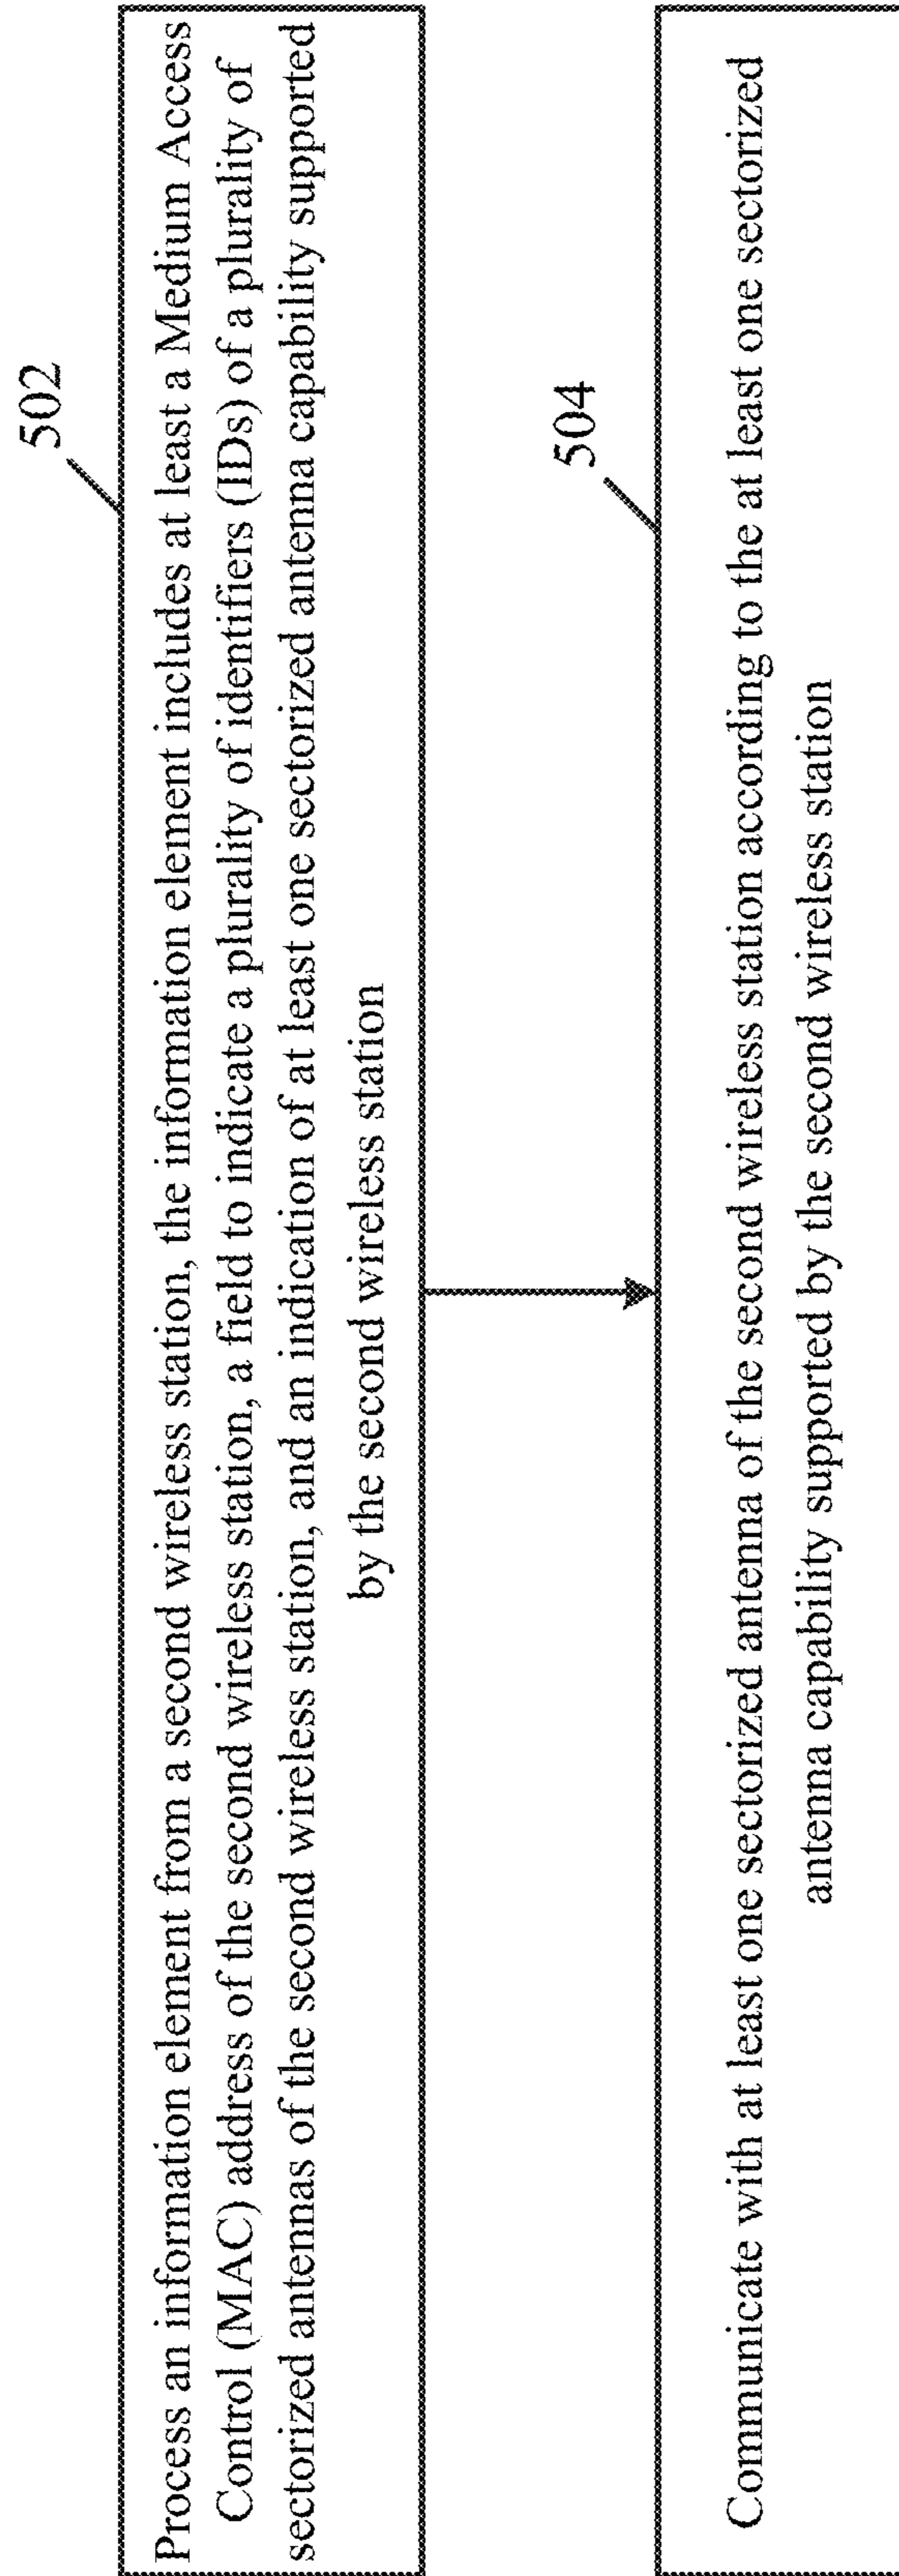 502
Process an information element from a second wireless station, the information element includes at least a Medium Access
Control (MAC) address of the second wireless station, a field to indicate a plurality of identifiers (IDs) of a plurality of
sectorized antennas of the second wireless station, and an indication of at least one sectorized antenna capability supported
by the second wireless station
504
Communicate with at least one sectorized antenna of the second wireless station according to the at least one sectorized
antenna capability supported by the second wireless station